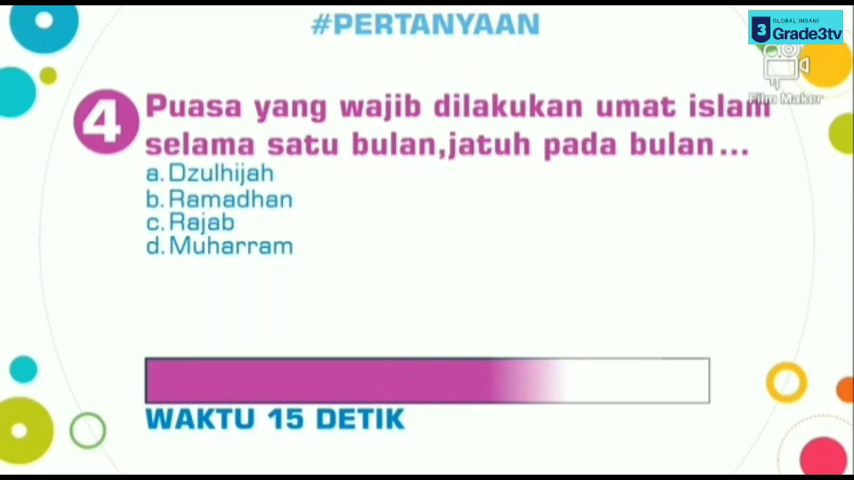 #PERTANYAAN
3 GLOBAL INSANI
Grade3tv
Film Maker
4 Puasa yang wajib dilakukan umat islam
selama satu bulan,jatuh pada bulan...
a. Dzulhijah
b. Ramadhan
c. Rajab
d. Muharram
WAKTU 15 DETIK